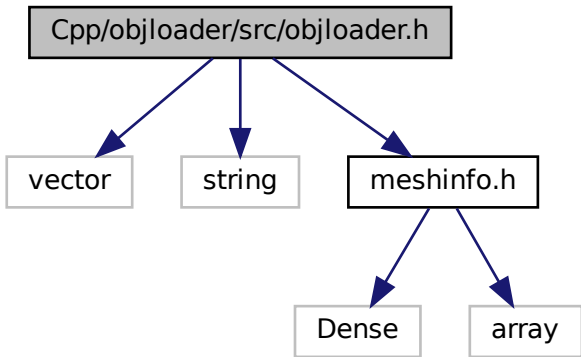 Cpp/objloader/src/objloader.h
vector
string
meshinfo.h
Dense
array